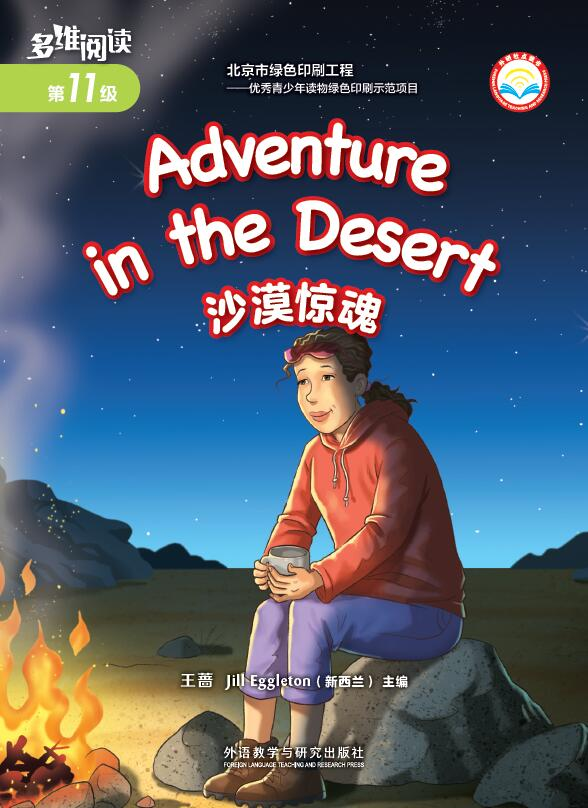 多维阅读
第11级
北京市绿色印刷工程
——优秀青少年读物绿色印刷示范项目
Adventure
in the Desert
沙漠惊魂
王蔷 Jill Eggleton（新西兰）主编
外语教学与研究出版社
FOREIGN LANGUAGE TEACHING AND RESEARCH PRESS